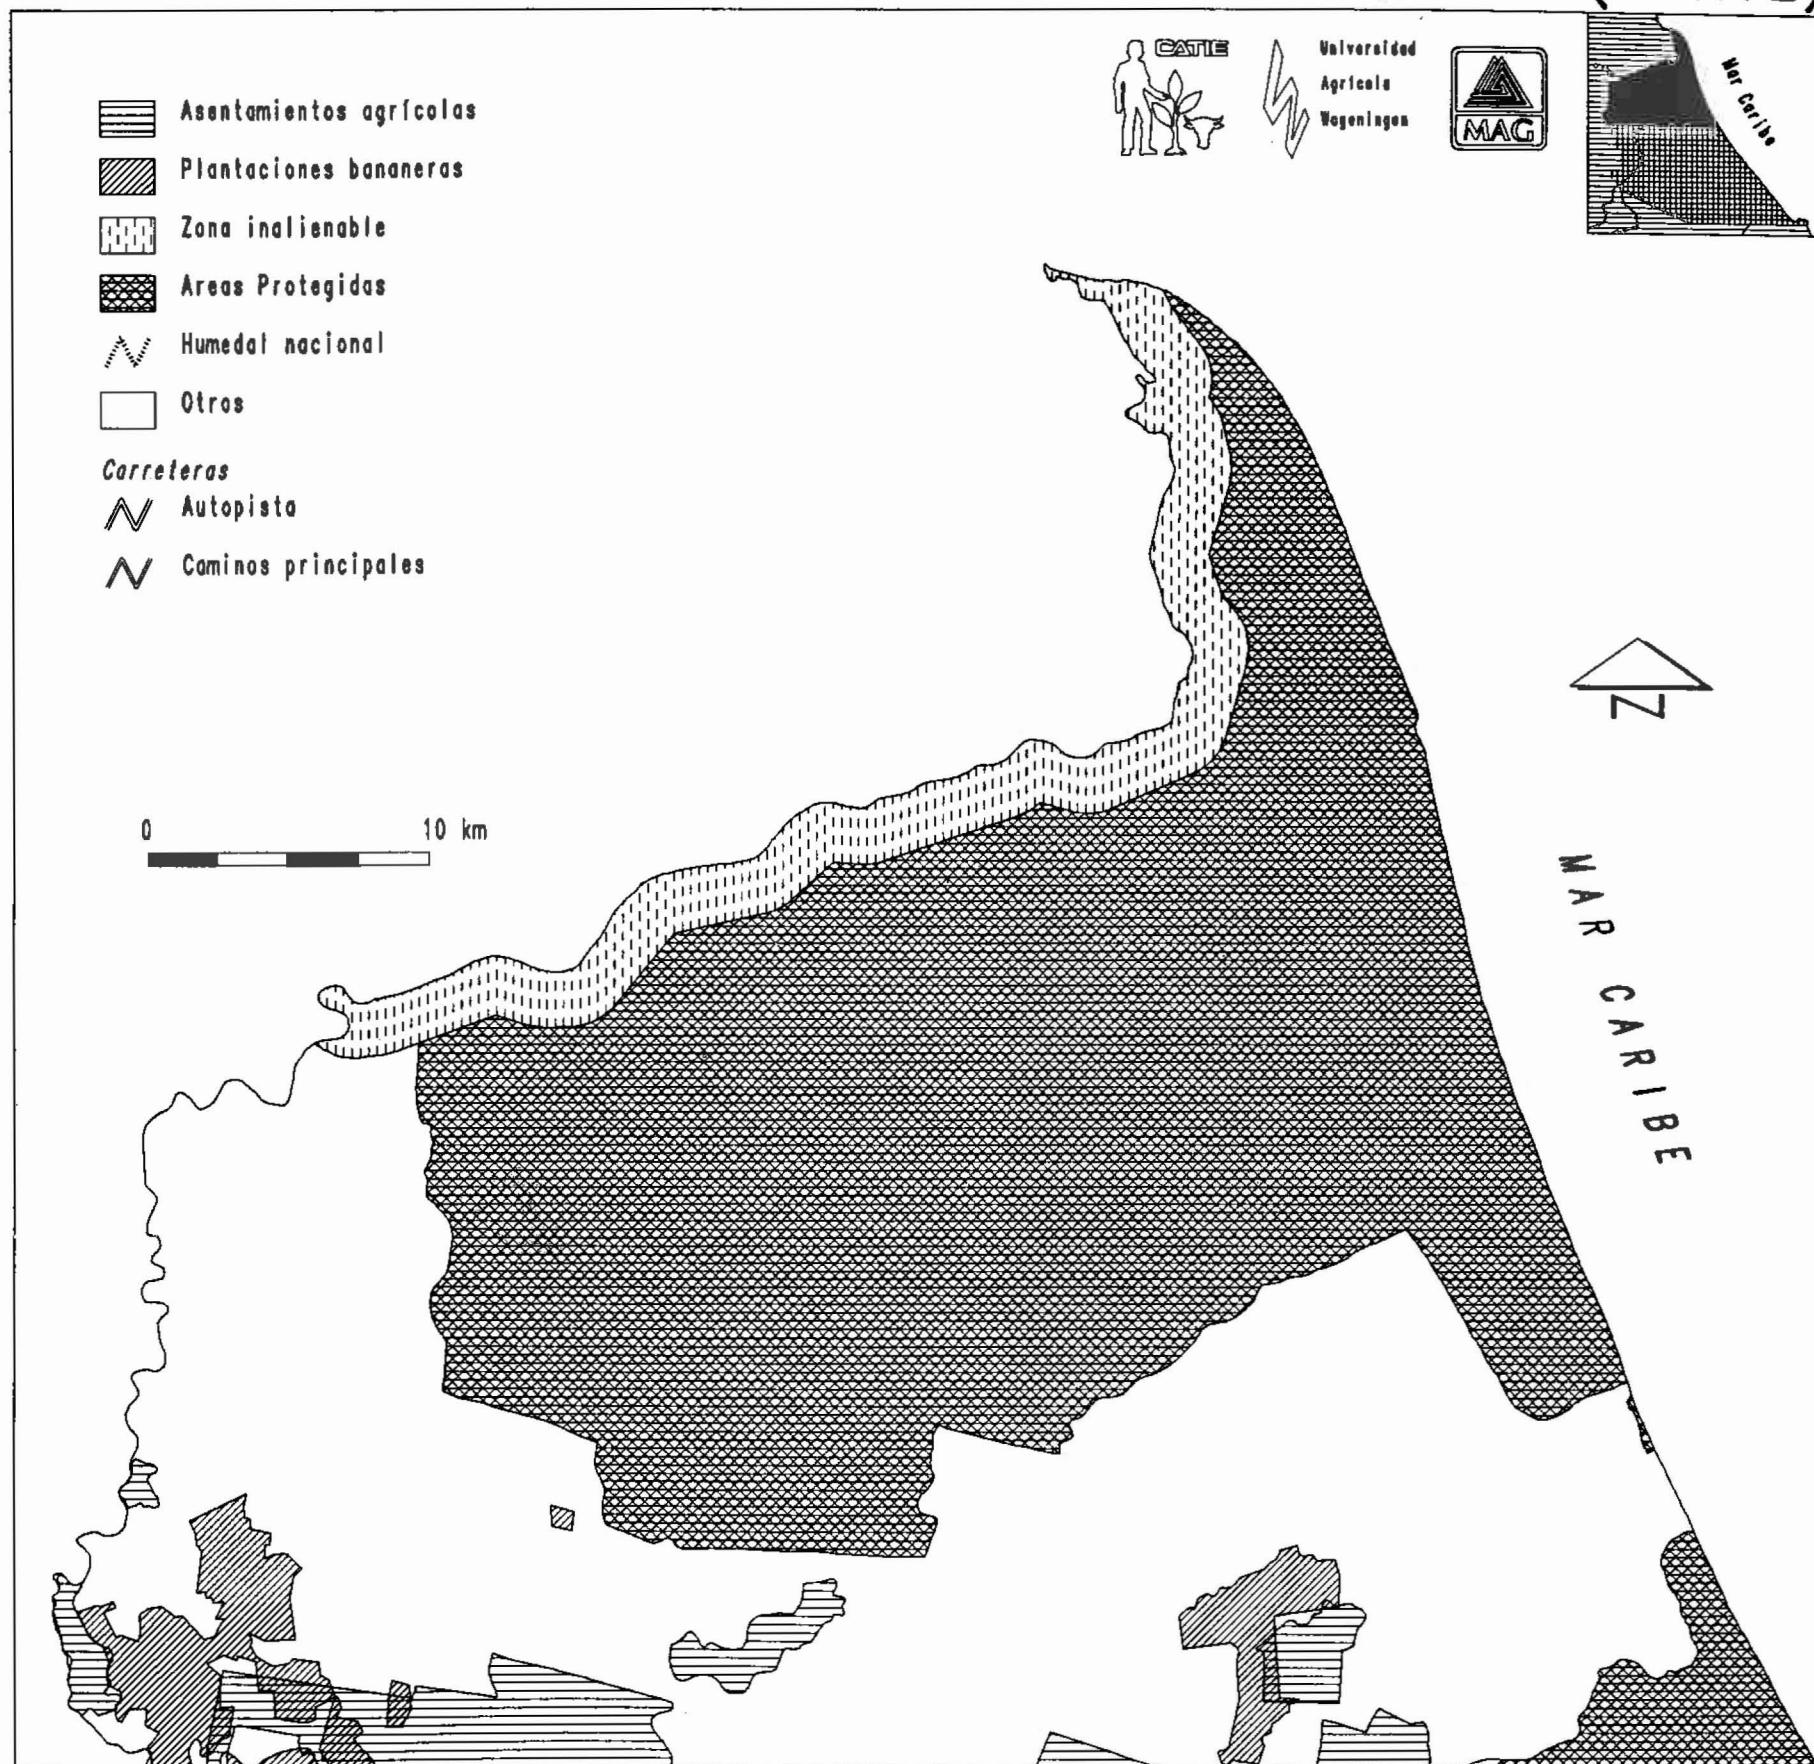 CATIE
Universidad
Agrícola
Wageningen
MAG
Mar Caribe
Asentamientos agrícolas
Plantaciones bananeras
Zona inalienable
Areas Protegidas
Humedal nacional
Otros
Carreteras
Autopista
Caminos principales
N
0 10 km
MAR CARIBE